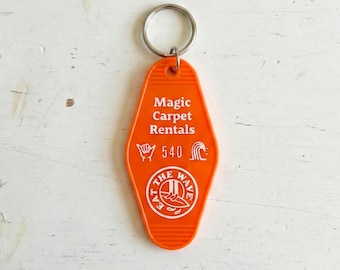 Magic
Carpet
Rentals
540
EAT THE WAVE